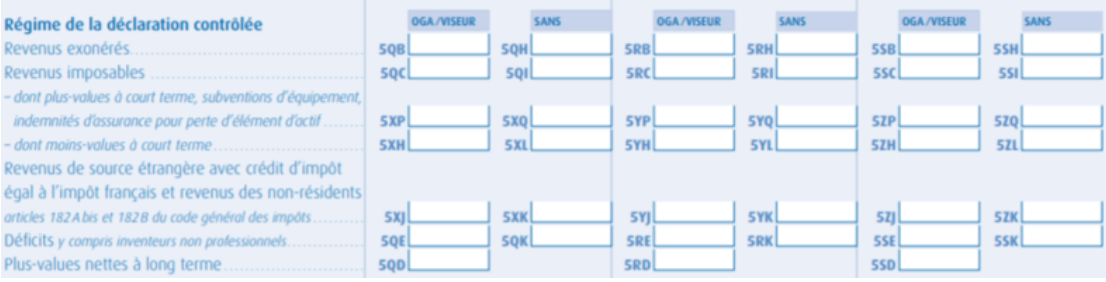 Régime de la déclaration contrôlée OGA/VISEUR SANS OGA/VISEUR SANS OGA/VISEUR SANS
Revenus exonérés 5QB 5QH 5RB 5RH 5SB 5SH
Revenus imposables 5QC 5QI 5RC 5RI 5SC 5SI
– dont plus-values à court terme, subventions d'équipement,
indemnités d'assurance pour perte d'élément d'actif 5XP 5XQ 5YP 5YQ 5ZP 5ZQ
– dont moins-values à court terme 5XH 5XL 5YH 5YL 5ZH 5ZL
Revenus de source étrangère avec crédit d'impôt
égal à l'impôt français et revenus des non-résidents
articles 182 A bis et 182 B du code général des impôts 5XJ 5XK 5YJ 5YK 5ZJ 5ZK
Déficits y compris inventeurs non professionnels 5QE 5QK 5RE 5RK 5SE 5SK
Plus-values nettes à long terme 5QD 5RD 5SD